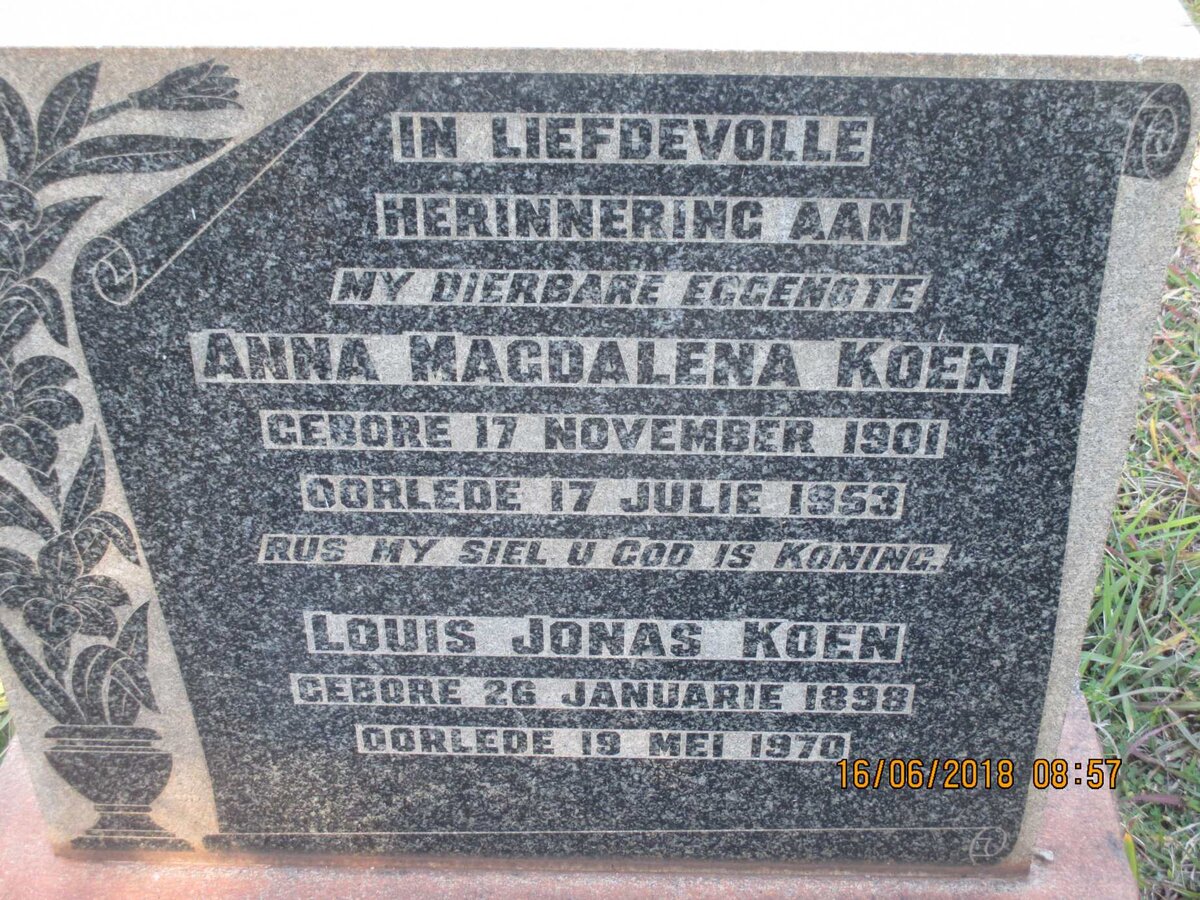 IN LIEFDEVOLLE
HERINNERING AAN
MY DIERBARE EGGENOTE
ANNA MAGDALENA KOEN
GEBORE 17 NOVEMBER 1901
OORLEDE 17 JULIE 1953
RUS MY SIEL U GOD IS KONING.
LOUIS JONAS KOEN
GEBORE 26 JANUARIE 1898
OORLEDE 19 MEI 1970
16/06/2018 08:57